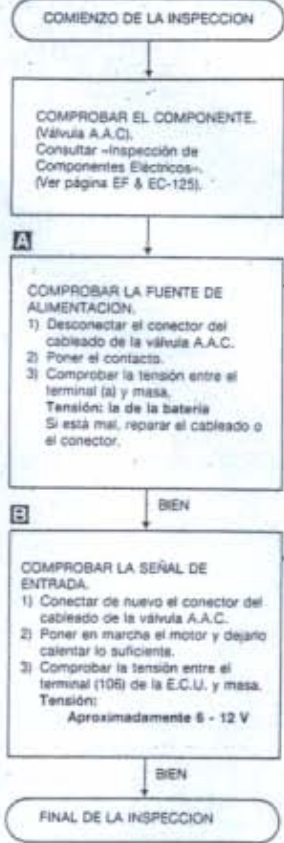 COMIENZO DE LA INSPECCION
COMPROBAR EL COMPONENTE.
(Válvula A.A.C).
Consultar -Inspección de
Componentes Eléctricos-.
(Ver página EF & EC-125).
A
COMPROBAR LA FUENTE DE
ALIMENTACION.
1) Desconectar el conector del
cableado de la válvula A.A.C.
2) Poner el contacto.
3) Comprobar la tensión entre el
terminal (a) y masa.
Tensión: la de la batería
Si está mal, reparar el cableado o
el conector.
BIEN
B
COMPROBAR LA SEÑAL DE
ENTRADA.
1) Conectar de nuevo el conector del
cableado de la válvula A.A.C.
2) Poner en marcha el motor y dejarlo
calentar lo suficiente.
3) Comprobar la tensión entre el
terminal (106) de la E.C.U. y masa.
Tensión:
Aproximadamente 6 - 12 V
BIEN
FINAL DE LA INSPECCION